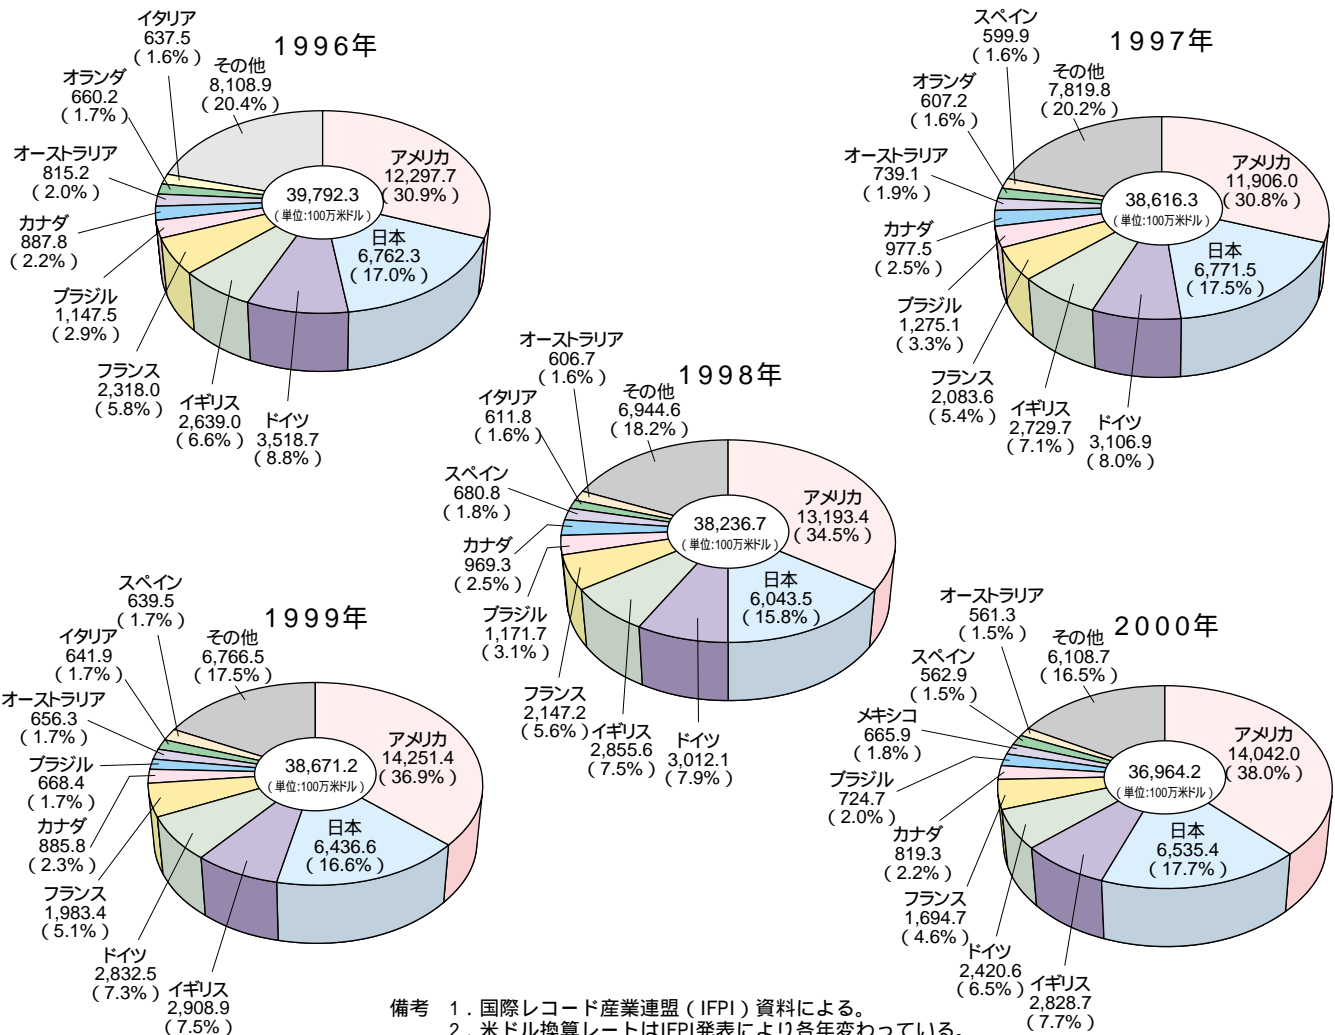 1996年
イタリア
637.5
(1.6%)
オランダ
660.2
(1.7%)
その他
8,108.9
(20.4%)
オーストラリア
815.2
(2.0%)
カナダ
887.8
(2.2%)
ブラジル
1,147.5
(2.9%)
フランス
2,318.0
(5.8%)
イギリス
2,639.0
(6.6%)
ドイツ
3,518.7
(8.8%)
アメリカ
12,297.7
(30.9%)
日本
6,762.3
(17.0%)
39,792.3
(単位:100万米ドル)
1997年
スペイン
599.9
(1.6%)
オランダ
607.2
(1.6%)
その他
7,819.8
(20.2%)
オーストラリア
739.1
(1.9%)
カナダ
977.5
(2.5%)
ブラジル
1,275.1
(3.3%)
フランス
2,083.6
(5.4%)
イギリス
2,729.7
(7.1%)
ドイツ
3,106.9
(8.0%)
アメリカ
11,906.0
(30.8%)
日本
6,771.5
(17.5%)
38,616.3
(単位:100万米ドル)
1998年
オーストラリア
606.7
(1.6%)
イタリア
611.8
(1.6%)
その他
6,944.6
(18.2%)
スペイン
680.8
(1.8%)
カナダ
969.3
(2.5%)
ブラジル
1,171.7
(3.1%)
フランス
2,147.2
(5.6%)
イギリス
2,855.6
(7.5%)
ドイツ
3,012.1
(7.9%)
アメリカ
13,193.4
(34.5%)
日本
6,043.5
(15.8%)
38,236.7
(単位:100万米ドル)
1999年
スペイン
639.5
(1.7%)
イタリア
641.9
(1.7%)
その他
6,766.5
(17.5%)
オーストラリア
656.3
(1.7%)
ブラジル
668.4
(1.7%)
カナダ
885.8
(2.3%)
フランス
1,983.4
(5.1%)
ドイツ
2,832.5
(7.3%)
イギリス
2,908.9
(7.5%)
アメリカ
14,251.4
(36.9%)
日本
6,436.6
(16.6%)
38,671.2
(単位:100万米ドル)
2000年
オーストラリア
561.3
(1.5%)
スペイン
562.9
(1.5%)
その他
6,108.7
(16.5%)
メキシコ
665.9
(1.8%)
ブラジル
724.7
(2.0%)
カナダ
819.3
(2.2%)
フランス
1,694.7
(4.6%)
ドイツ
2,420.6
(6.5%)
イギリス
2,828.7
(7.7%)
アメリカ
14,042.0
(38.0%)
日本
6,535.4
(17.7%)
36,964.2
(単位:100万米ドル)
備考 1.国際レコード産業連盟(IFPI)資料による。
2.米ドル換算レートはIFPI発表により各年変わっている。